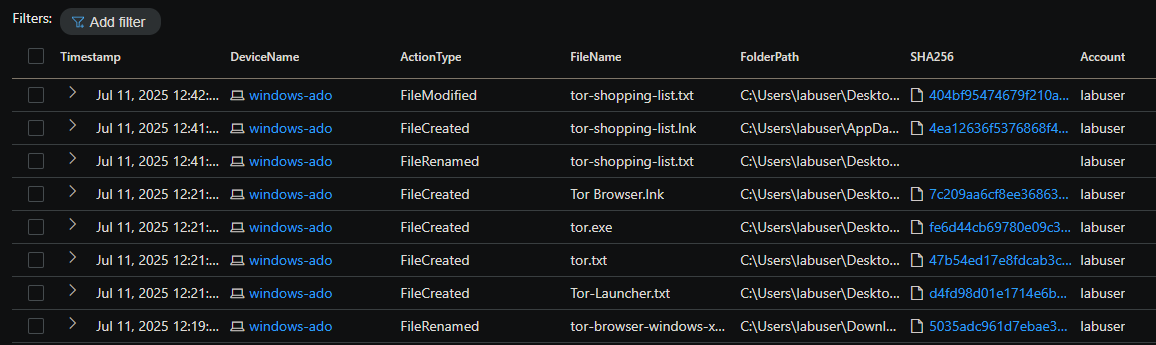 Filters: Add filter
Timestamp DeviceName ActionType FileName FolderPath SHA256 Account
Jul 11, 2025 12:42:... windows-ado FileModified tor-shopping-list.txt C:\Users\labuser\Deskto... 404bf95474679f210a... labuser
Jul 11, 2025 12:41:... windows-ado FileCreated tor-shopping-list.lnk C:\Users\labuser\AppDa... 4ea12636f5376868f4... labuser
Jul 11, 2025 12:41:... windows-ado FileRenamed tor-shopping-list.txt C:\Users\labuser\Deskto... labuser
Jul 11, 2025 12:21:... windows-ado FileCreated Tor Browser.lnk C:\Users\labuser\Deskto... 7c209aa6cf8ee36863... labuser
Jul 11, 2025 12:21:... windows-ado FileCreated tor.exe C:\Users\labuser\Deskto... fe6d44cb69780e09c3... labuser
Jul 11, 2025 12:21:... windows-ado FileCreated tor.txt C:\Users\labuser\Deskto... 47b54ed17e8fdcab3c... labuser
Jul 11, 2025 12:21:... windows-ado FileCreated Tor-Launcher.txt C:\Users\labuser\Deskto... d4fd98d01e1714e6b... labuser
Jul 11, 2025 12:19:... windows-ado FileRenamed tor-browser-windows-x... C:\Users\labuser\Downl... 5035adc961d7ebae3... labuser